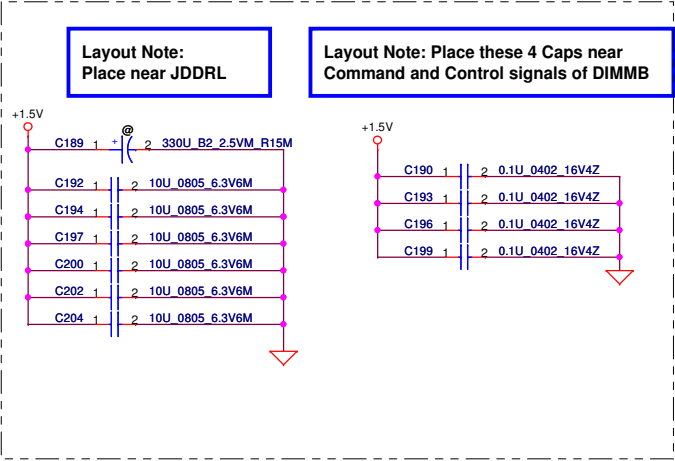 Layout Note:
Place near JDDRL
Layout Note: Place these 4 Caps near
Command and Control signals of DIMMB
+1.5V
@
C189 1 + 2 330U_B2_2.5VM_R15M
C192 1 2 10U_0805_6.3V6M
C194 1 2 10U_0805_6.3V6M
C197 1 2 10U_0805_6.3V6M
C200 1 2 10U_0805_6.3V6M
C202 1 2 10U_0805_6.3V6M
C204 1 2 10U_0805_6.3V6M
+1.5V
C190 1 2 0.1U_0402_16V4Z
C193 1 2 0.1U_0402_16V4Z
C196 1 2 0.1U_0402_16V4Z
C199 1 2 0.1U_0402_16V4Z